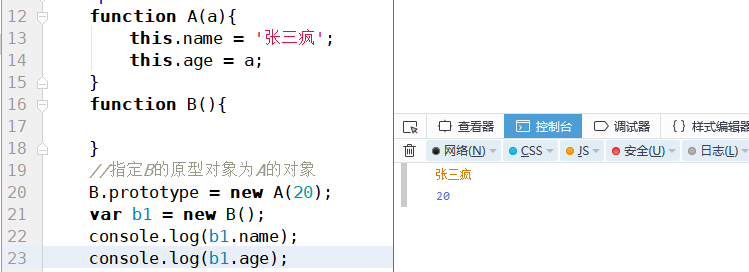 12 function A(a){
13 this.name = '张三疯';
14 this.age = a;
15 }
16 function B(){
17
18 }
19 //指定B的原型对象为A的对象
20 B.prototype = new A(20);
21 var b1 = new B();
22 console.log(b1.name);
23 console.log(b1.age);
查看器 控制台 调试器 { } 样式编辑器
网络(N) CSS JS 安全(U) 日志(L)
张三疯
20